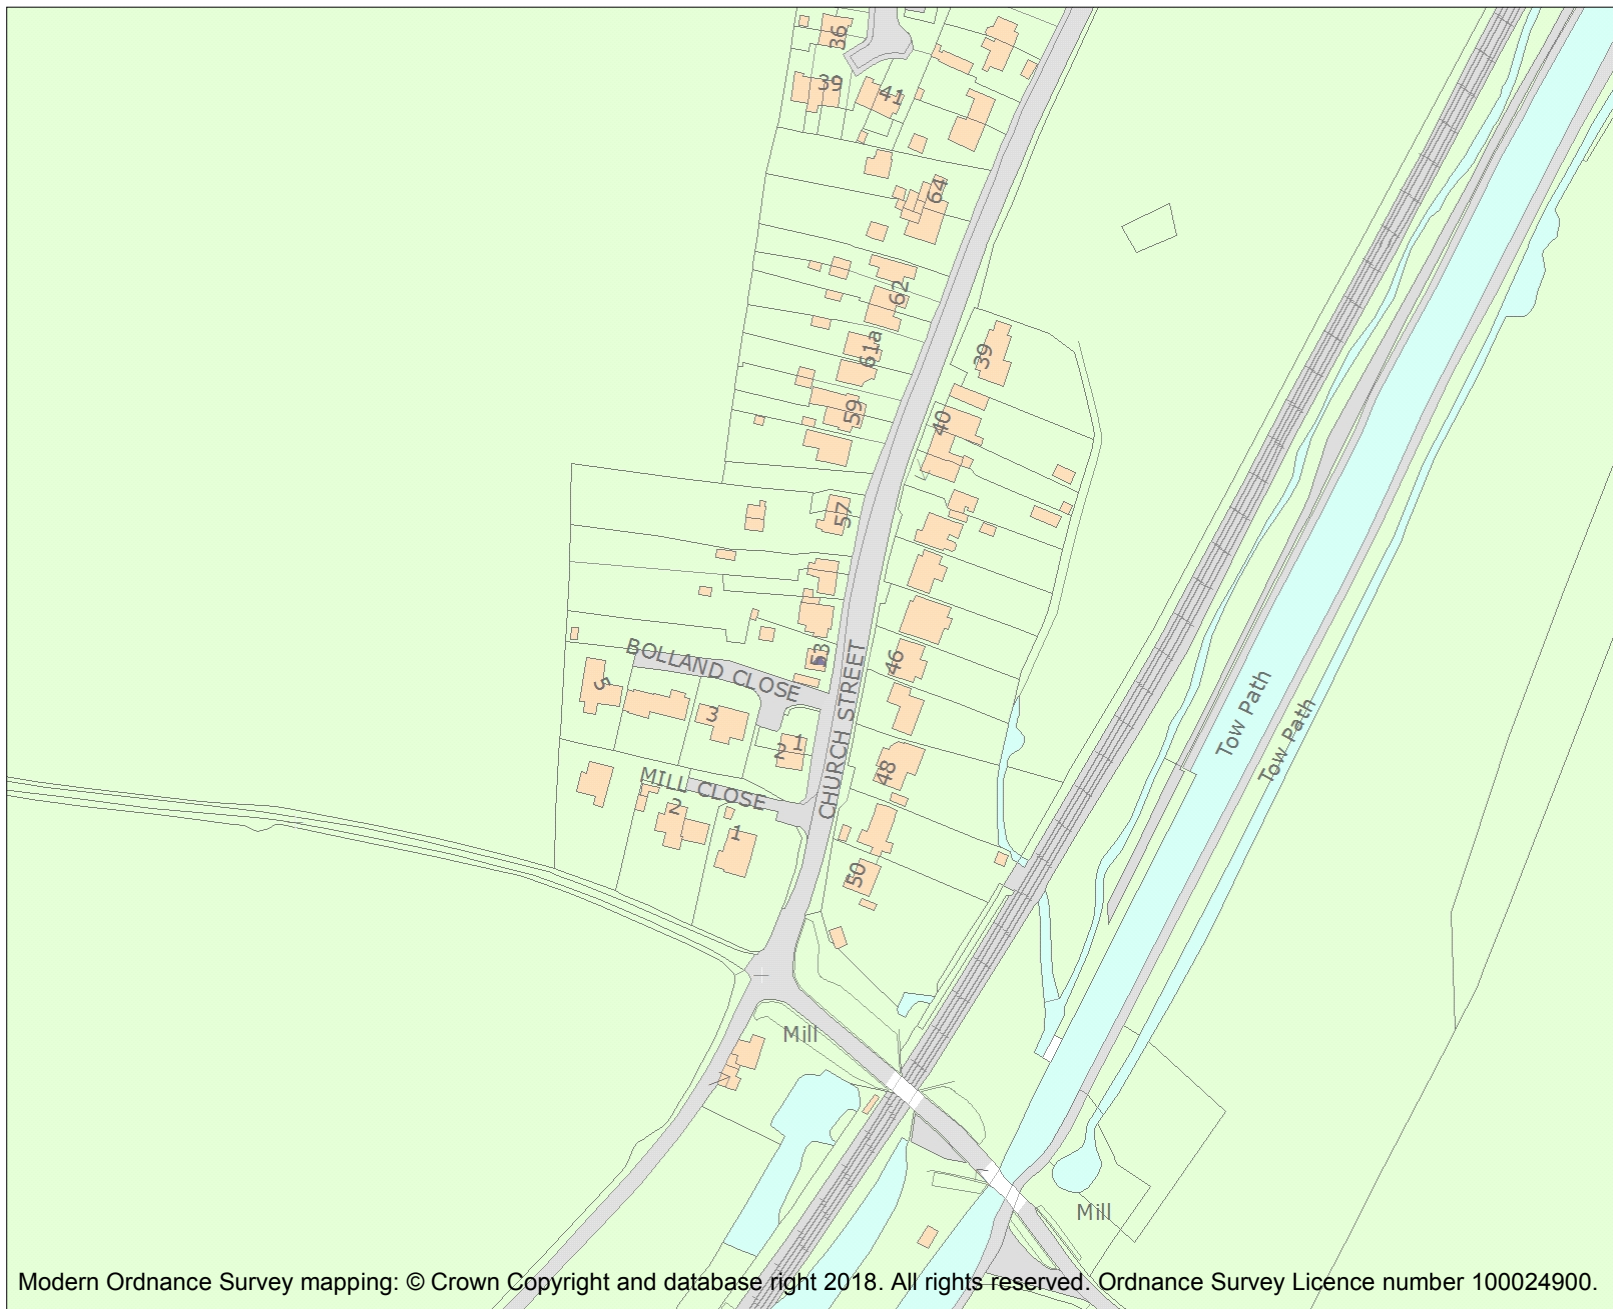 36
39
41
64
62
61a
39
59
40
57
53
BOLLAND CLOSE
46
5
3
1
2
CHURCH STREET
48
MILL CLOSE
2
1
50
Tow Path
Tow Path
Mill
Mill
Modern Ordnance Survey mapping: © Crown Copyright and database right 2018. All rights reserved. Ordnance Survey Licence number 100024900.